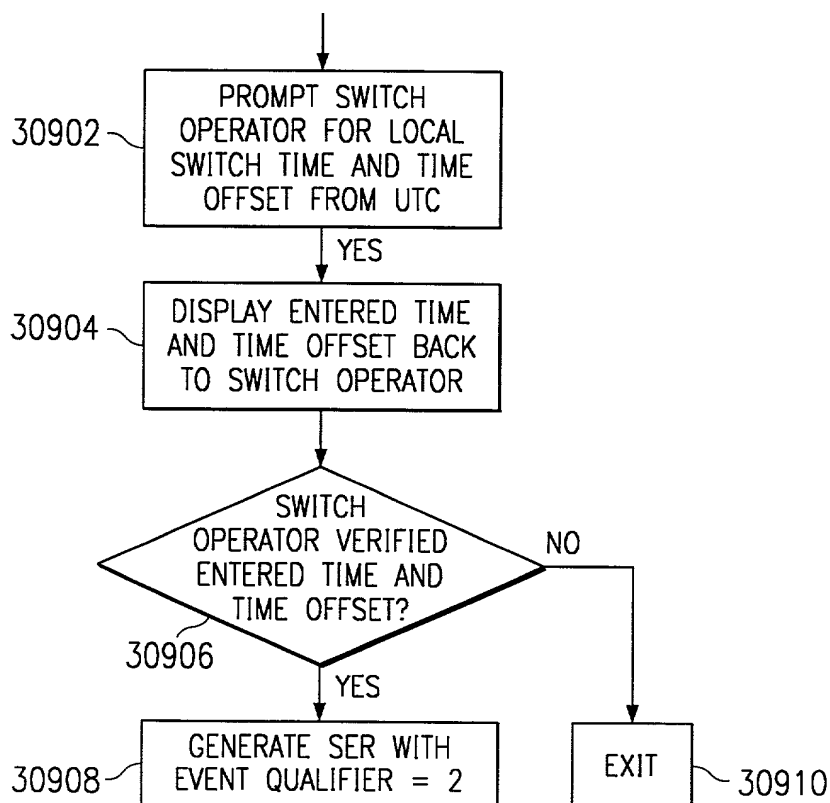 30902
PROMPT SWITCH
OPERATOR FOR LOCAL
SWITCH TIME AND TIME
OFFSET FROM UTC
YES
30904
DISPLAY ENTERED TIME
AND TIME OFFSET BACK
TO SWITCH OPERATOR
SWITCH
OPERATOR VERIFIED
ENTERED TIME AND
TIME OFFSET?
NO
30906
YES
30908
GENERATE SER WITH
EVENT QUALIFIER = 2
EXIT
30910